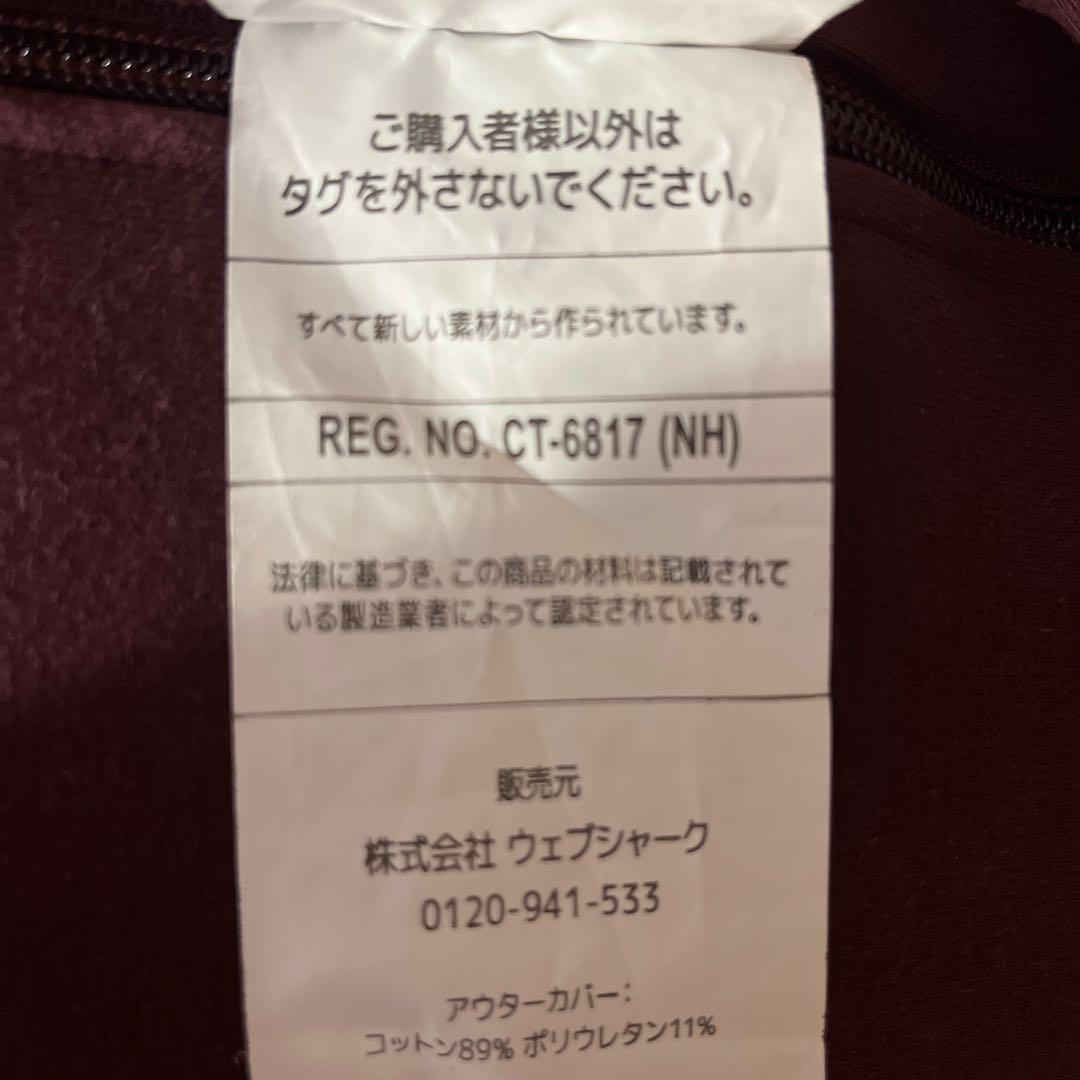 ご購入者様以外は
タグを外さないでください。
すべて新しい素材から作られています。
REG. NO. CT-6817 (NH)
法律に基づき、この商品の材料は記載されて
いる製造業者によって認定されています。
販売元
株式会社 ウェブシャーク
0120-941-533
アウターカバー：
コットン89% ポリウレタン11%